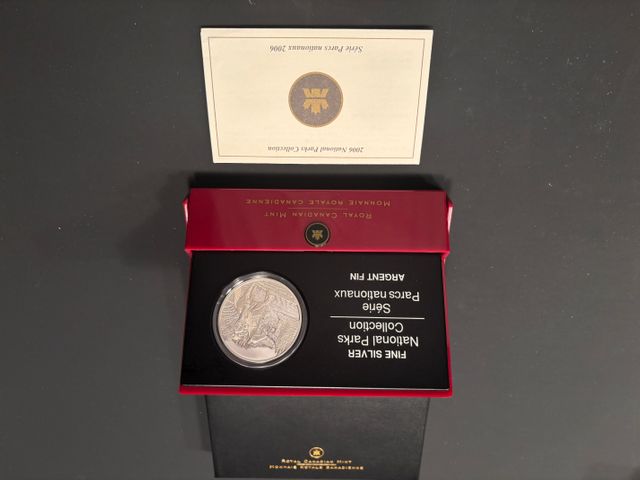 2006 National Parks Collection
Série Parcs nationaux 2006
ROYAL CANADIAN MINT
MONNAIE ROYALE CANADIENNE
FINE SILVER
National Parks
Collection
Série
Parcs nationaux
ARGENT FIN
ROYAL CANADIAN MINT
MONNAIE ROYALE CANADIENNE